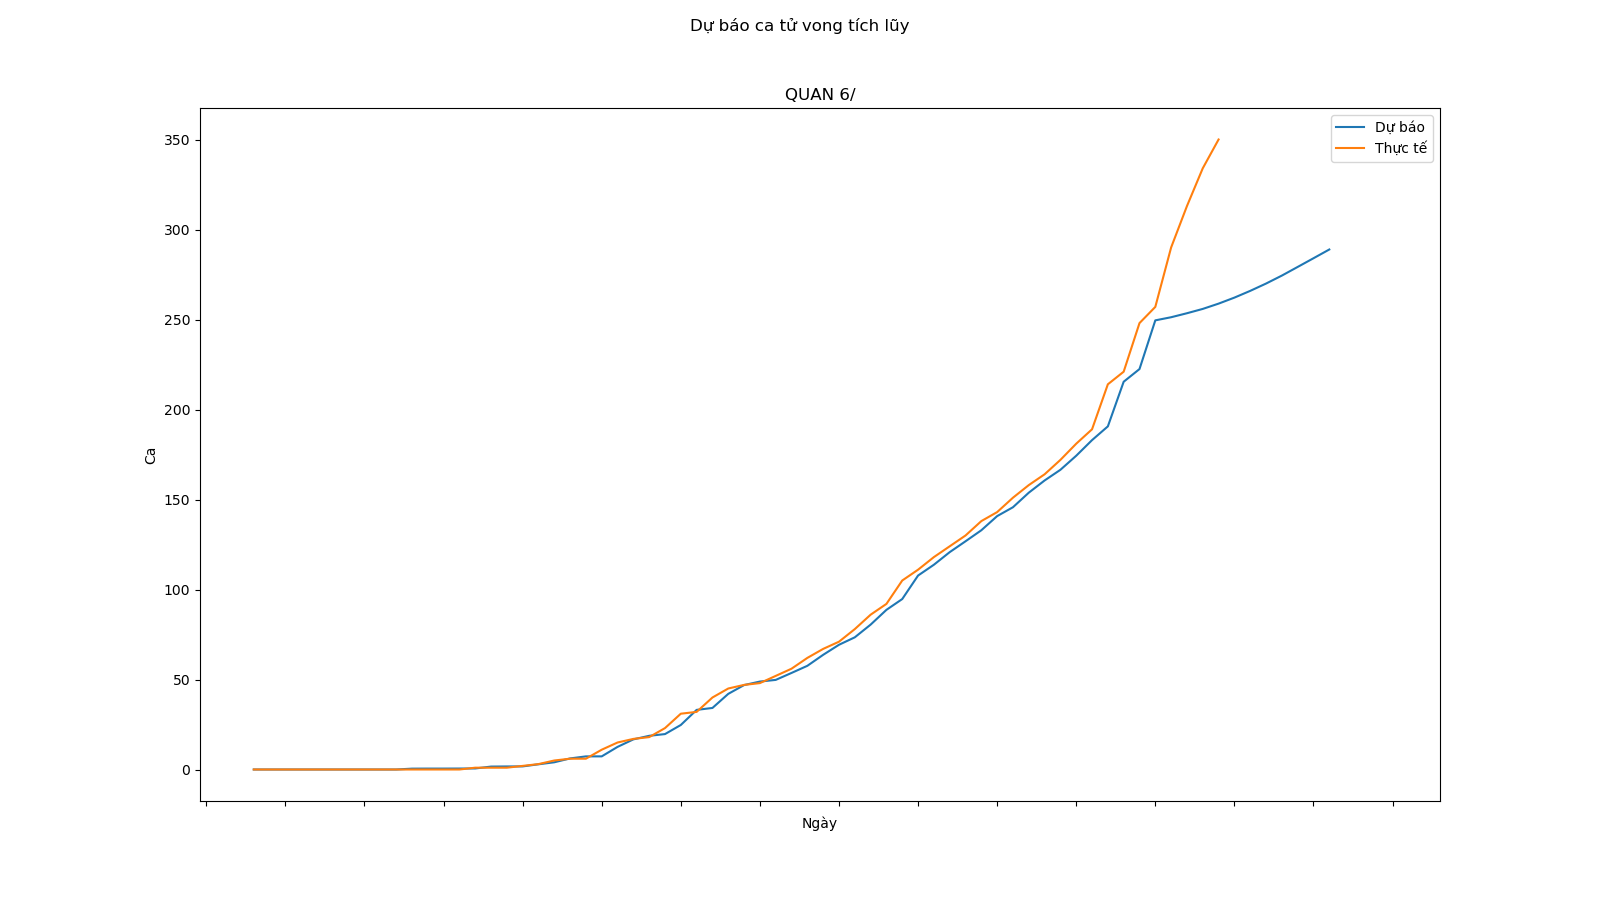 Dự báo ca tử vong tích lũy
QUAN 6/
Dự báo
Thực tế
350
300
250
200
150
100
50
0
Ca
Ngày